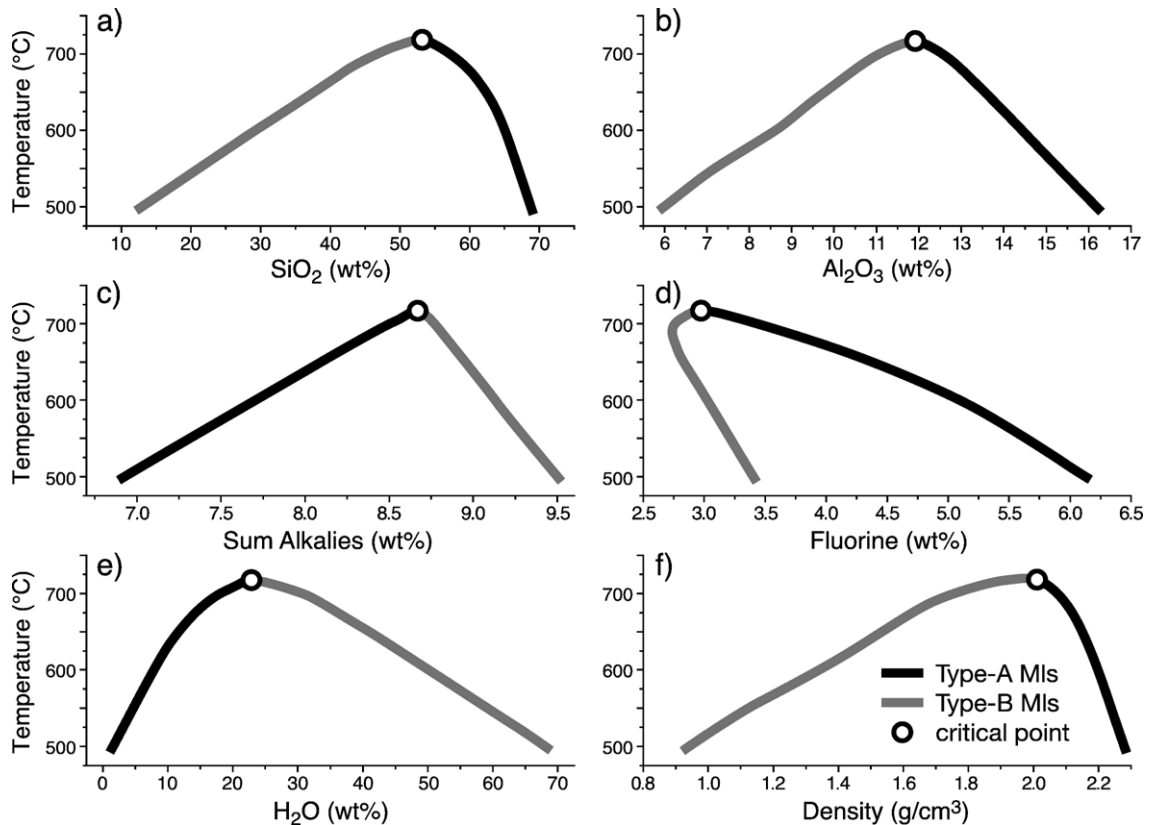 a)
Temperature (°C)
700
600
500
10 20 30 40 50 60 70
SiO₂ (wt%)
b)
700
600
500
6 7 8 9 10 11 12 13 14 15 16 17
Al₂O₃ (wt%)
c)
Temperature (°C)
700
600
500
7.0 7.5 8.0 8.5 9.0 9.5
Sum Alkalies (wt%)
d)
700
600
500
2.5 3.0 3.5 4.0 4.5 5.0 5.5 6.0 6.5
Fluorine (wt%)
e)
Temperature (°C)
700
600
500
0 10 20 30 40 50 60 70
H₂O (wt%)
f)
700
600
500
0.8 1.0 1.2 1.4 1.6 1.8 2.0 2.2
Density (g/cm³)
Type-A MIs
Type-B MIs
critical point